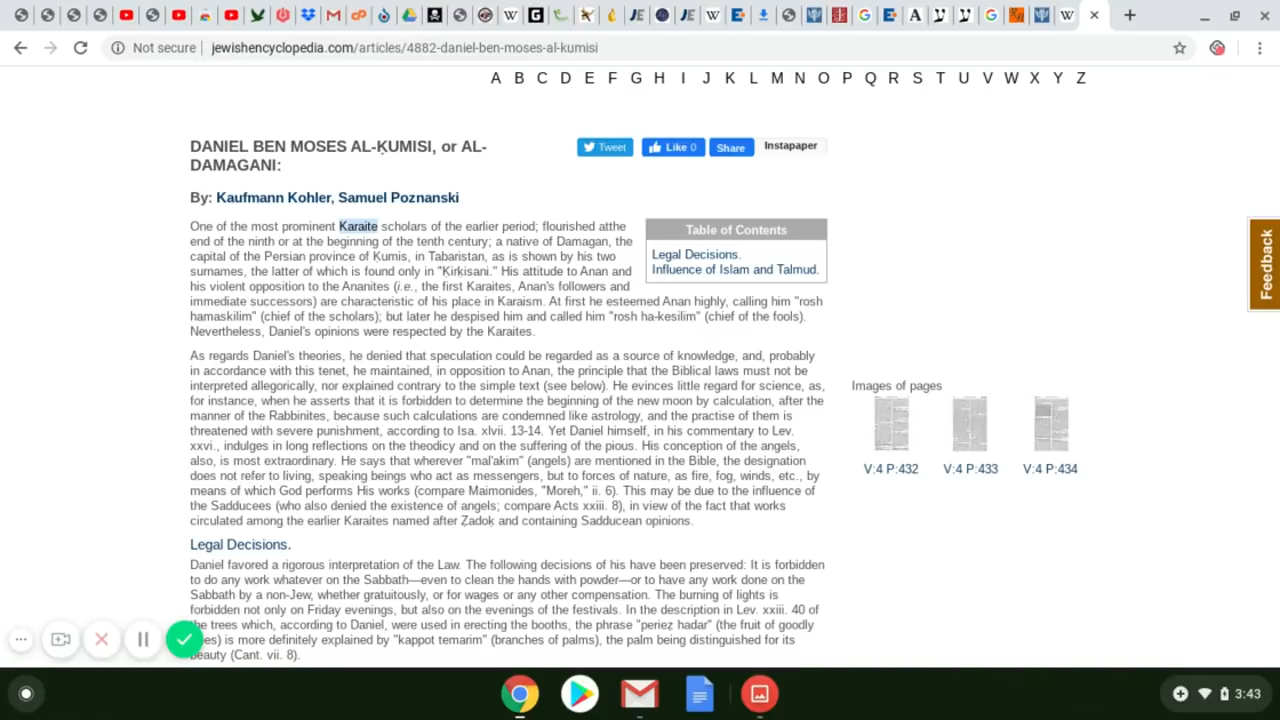 Not secure | jewishencyclopedia.com/articles/4882-daniel-ben-moses-al-kumisi
A B C D E F G H I J K L M N O P Q R S T U V W X Y Z
DANIEL BEN MOSES AL-ḲUMISI, or AL-
DAMAGANI:
Tweet
Like 0
Share
Instapaper
By: Kaufmann Kohler, Samuel Poznanski
One of the most prominent Karaite scholars of the earlier period; flourished atthe
end of the ninth or at the beginning of the tenth century; a native of Damagan, the
capital of the Persian province of Kumis, in Tabaristan, as is shown by his two
surnames, the latter of which is found only in "Ḳirḳisani." His attitude to Anan and
his violent opposition to the Ananites (i.e., the first Karaites, Anan's followers and
immediate successors) are characteristic of his place in Karaism. At first he esteemed Anan highly, calling him "rosh
hamaskilim" (chief of the scholars); but later he despised him and called him "rosh ha-kesilim" (chief of the fools).
Nevertheless, Daniel's opinions were respected by the Karaites.
Table of Contents
Legal Decisions.
Influence of Islam and Talmud.
As regards Daniel's theories, he denied that speculation could be regarded as a source of knowledge, and, probably
in accordance with this tenet, he maintained, in opposition to Anan, the principle that the Biblical laws must not be
interpreted allegorically, nor explained contrary to the simple text (see below). He evinces little regard for science, as,
for instance, when he asserts that it is forbidden to determine the beginning of the new moon by calculation, after the
manner of the Rabbinites, because such calculations are condemned like astrology, and the practise of them is
threatened with severe punishment, according to Isa. xlvii. 13-14. Yet Daniel himself, in his commentary to Lev.
xxvi., indulges in long reflections on the theodicy and on the suffering of the pious. His conception of the angels,
also, is most extraordinary. He says that wherever "mal'akim" (angels) are mentioned in the Bible, the designation
does not refer to living, speaking beings who act as messengers, but to forces of nature, as fire, fog, winds, etc., by
means of which God performs His works (compare Maimonides, "Moreh," ii. 6). This may be due to the influence of
the Sadducees (who also denied the existence of angels; compare Acts xxiii. 8), in view of the fact that works
circulated among the earlier Karaites named after Ẓadoḳ and containing Sadducean opinions.
Images of pages
V:4 P:432
V:4 P:433
V:4 P:434
Legal Decisions.
Daniel favored a rigorous interpretation of the Law. The following decisions of his have been preserved: It is forbidden
to do any work whatever on the Sabbath—even to clean the hands with powder—or to have any work done on the
Sabbath by a non-Jew, whether gratuitously, or for wages or any other compensation. The burning of lights is
forbidden not only on Friday evenings, but also on the evenings of the festivals. In the description in Lev. xxiii. 40 of
the trees which, according to Daniel, were used in erecting the booths, the phrase "perieẓ hadar" (the fruit of goodly
is more definitely explained by "kappot temarim" (branches of palms), the palm being distinguished for its
beauty (Cant. vii. 8).
Feedback
3:43